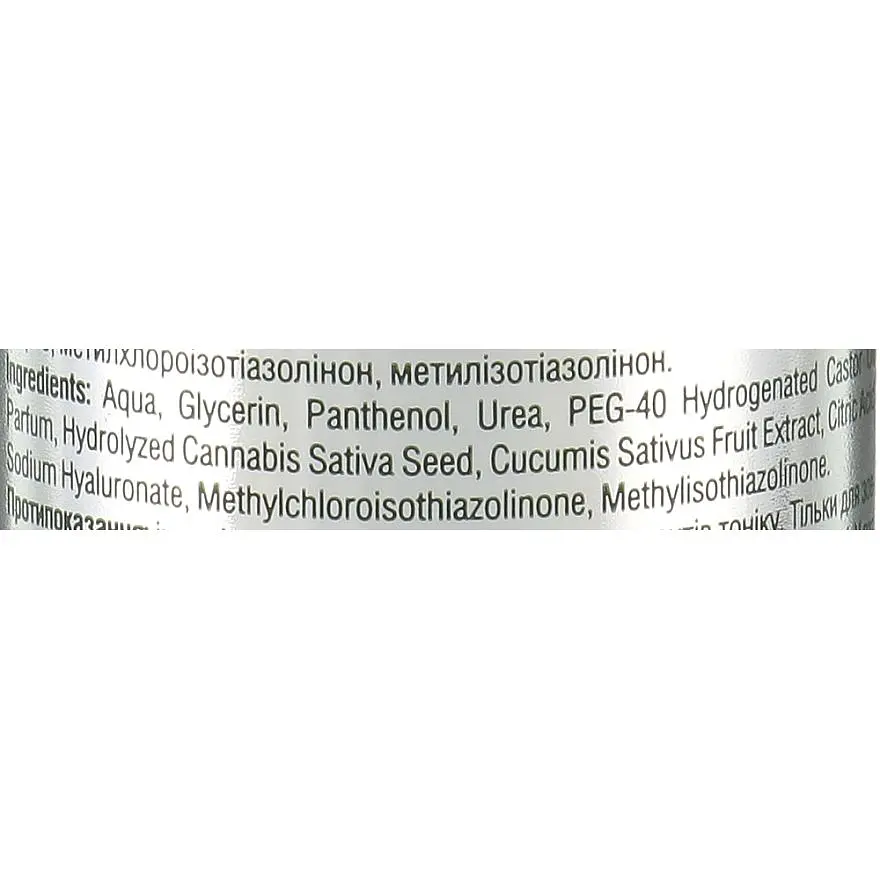 метилхлороізотіазолінон, метилізотіазолінон.
Ingredients: Aqua, Glycerin, Panthenol, Urea, PEG-40 Hydrogenated Castor
Parfum, Hydrolyzed Cannabis Sativa Seed, Cucumis Sativus Fruit Extract, Citric
Sodium Hyaluronate, Methylchloroisothiazolinone, Methylisothiazolinone.
Протипоказання: тоніку. Тільки для